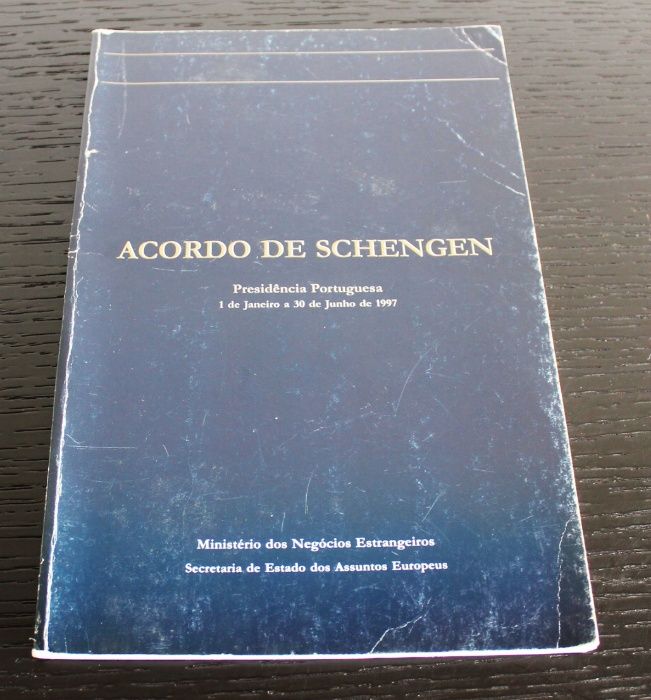 ACORDO DE SCHENGEN
Presidência Portuguesa
1 de Janeiro a 30 de Junho de 1997
Ministério dos Negócios Estrangeiros
Secretaria de Estado dos Assuntos Europeus